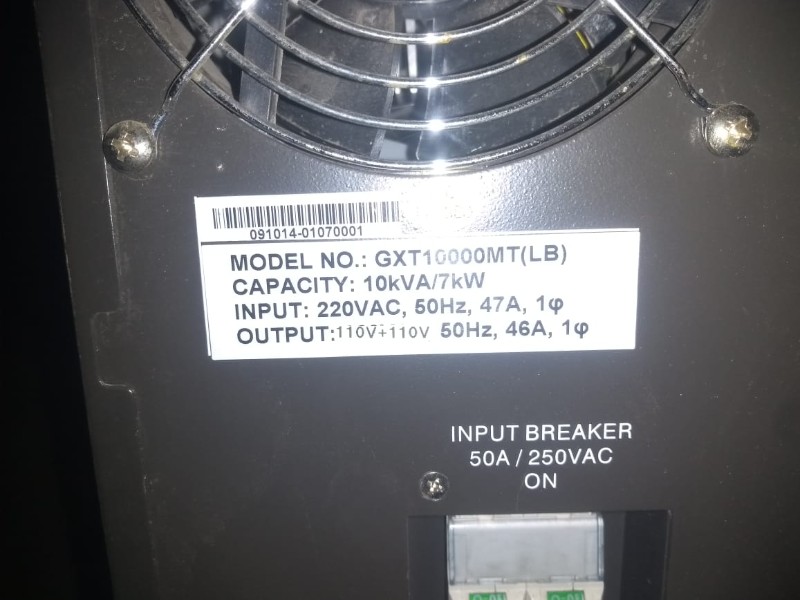 091014-01070001
MODEL NO.: GXT10000MT(LB)
CAPACITY: 10kVA/7kW
INPUT: 220VAC, 50Hz, 47A, 1φ
OUTPUT:110V+110V 50Hz, 46A, 1φ
INPUT BREAKER
50A / 250VAC
ON